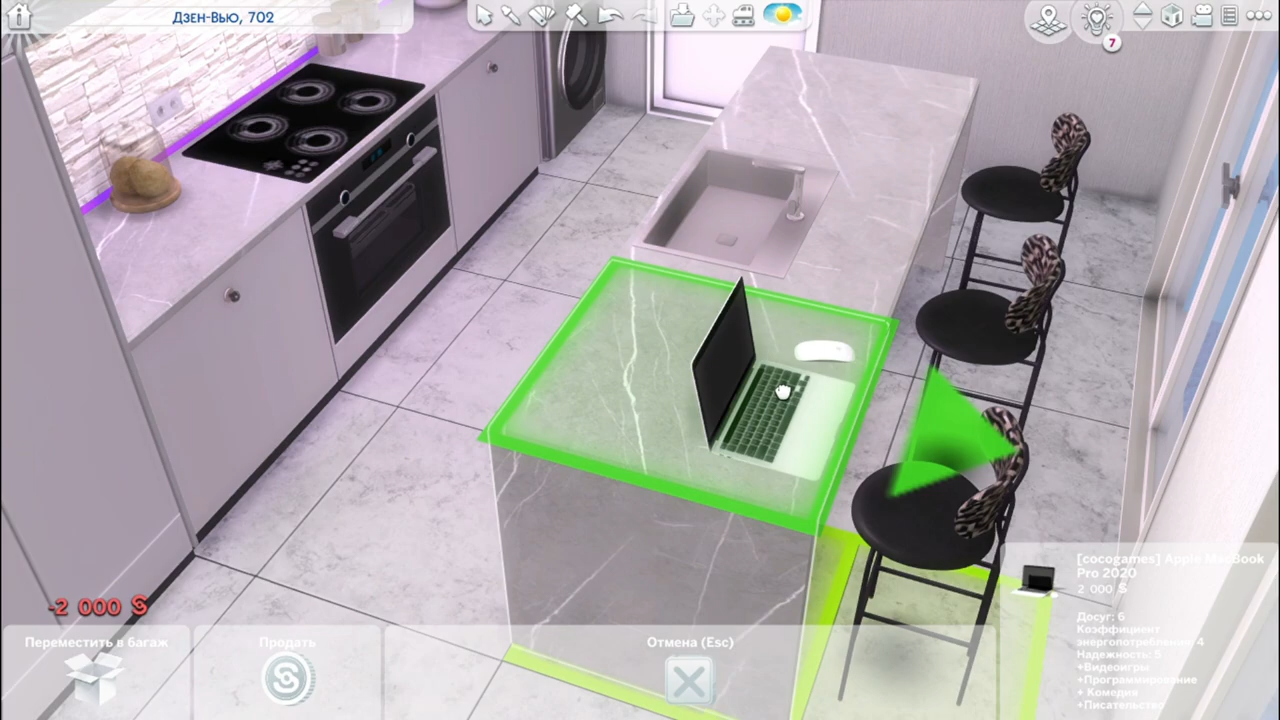 Дзен-Вью, 702
7
[cocogames] Apple MacBook
Pro 2020
2 000 $
Досуг: 6
Коэффициент
энергопотребления: 4
Надежность: 5
+Видеоигры
+Программирование
+ Комедия
+Писательство
-2 000 $
Переместить в багаж
Продать
Отмена (Esc)